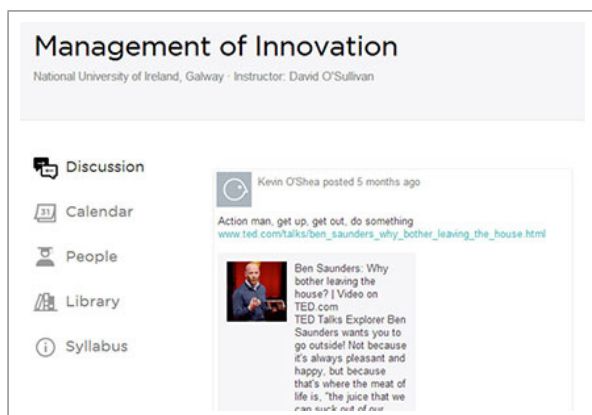 Management of Innovation
National University of Ireland, Galway · Instructor: David O'Sullivan
Discussion
31
Calendar
People
Library
Syllabus
Kevin O'Shea posted 5 months ago
Action man, get up, get out, do something
www.ted.com/talks/ben_saunders_why_bother_leaving_the_house.html
Ben Saunders: Why
bother leaving the
house? | Video on
TED.com
TED Talks Explorer Ben
Saunders wants you to
go outside! Not because
it's always pleasant and
happy, but because
that's where the meat of
life is, "the juice that we
can suck out of our